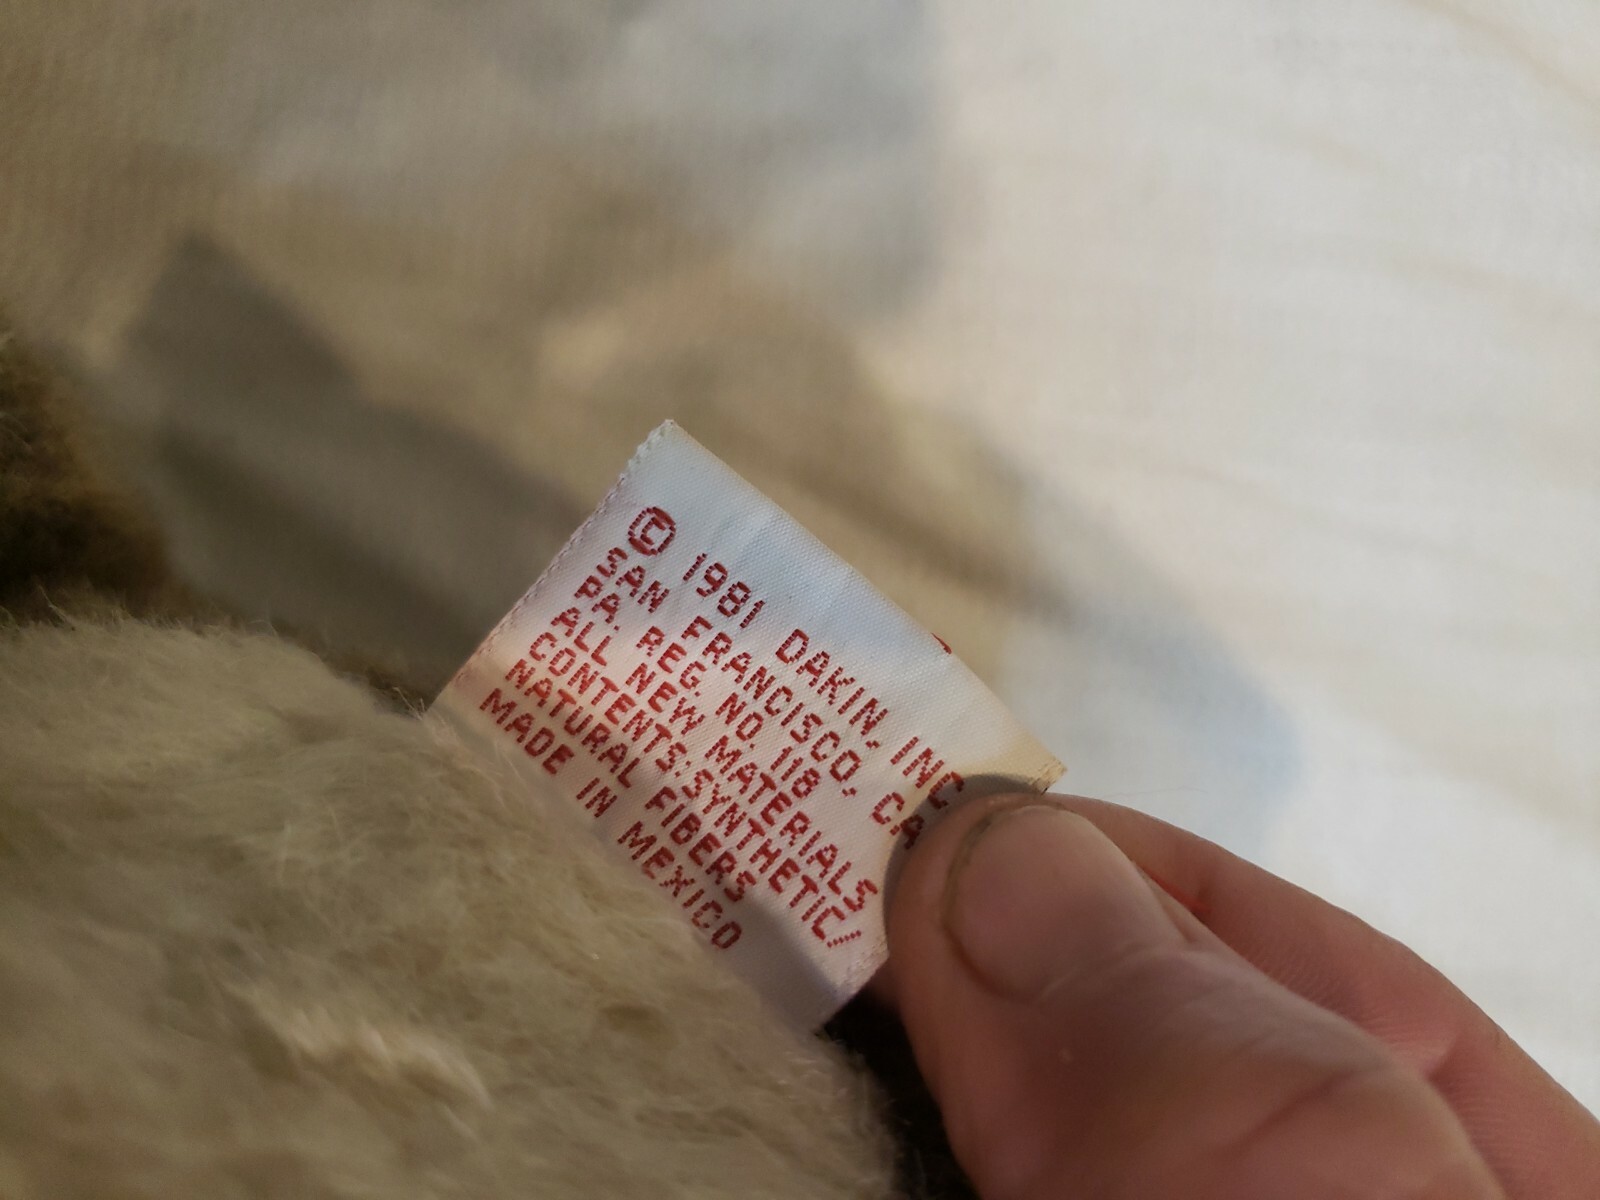 © 1981 DAKIN, INC
SAN FRANCISCO, CA
PA. REG. NO. 118
ALL NEW MATERIALS
CONTENTS: SYNTHETIC/
NATURAL FIBERS
MADE IN MEXICO